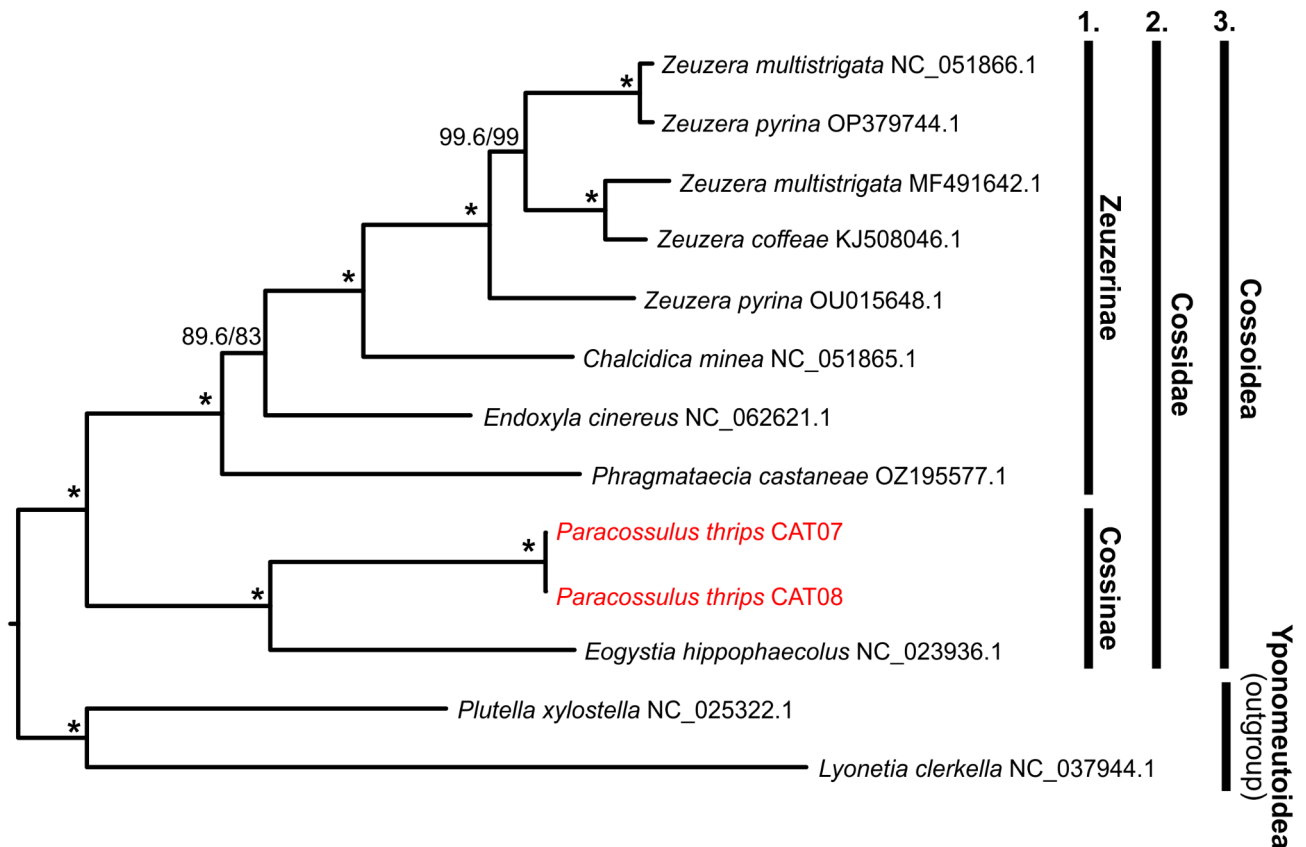 1. 2. 3.
Zeuzera multistrigata NC_051866.1
*
Zeuzera pyrina OP379744.1
99.6/99
Zeuzera multistrigata MF491642.1
*
*
Zeuzera coffeae KJ508046.1
*
Zeuzera pyrina OU015648.1
89.6/83
Chalcidica minea NC_051865.1
*
Endoxyla cinereus NC_062621.1
Phragmataecia castaneae OZ195577.1
*
Paracossulus thrips CAT07
*
Paracossulus thrips CAT08
*
Eogystia hippophaecolus NC_023936.1
Plutella xylostella NC_025322.1
*
Lyonetia clerkella NC_037944.1
Zeuzerinae
Cossinae
Cossidae
Cossoidea
Yponomeutoidea
(outgroup)